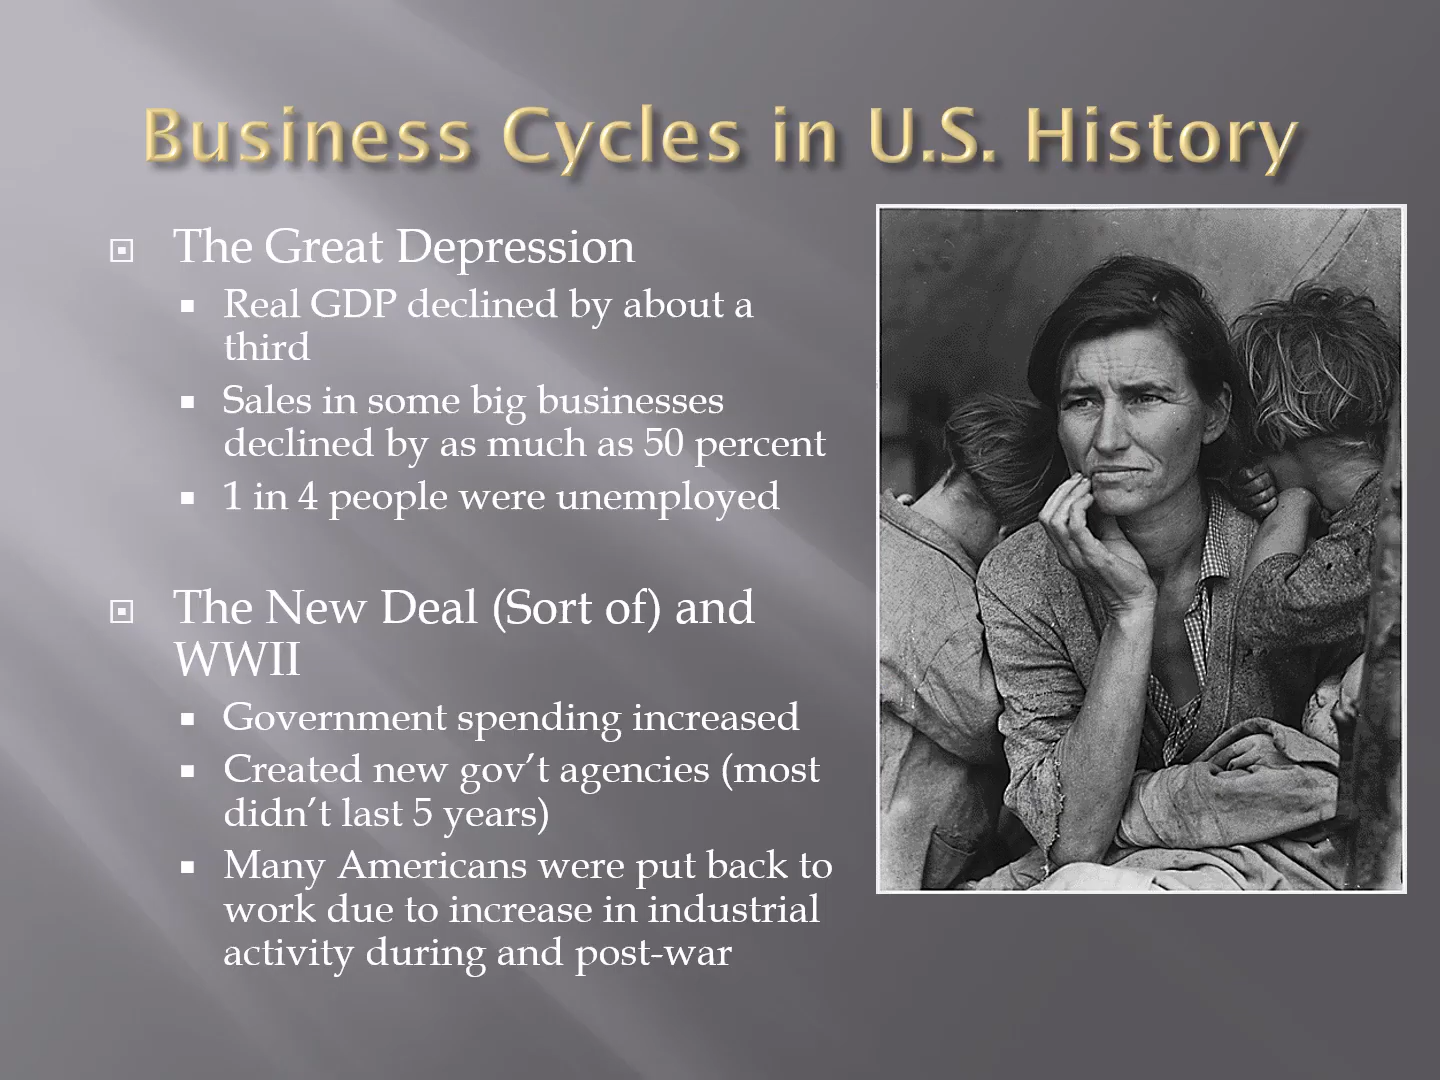 Business Cycles in U.S. History
The Great Depression
Real GDP declined by about a
third
Sales in some big businesses
declined by as much as 50 percent
1 in 4 people were unemployed
The New Deal (Sort of) and
WWII
Government spending increased
Created new gov’t agencies (most
didn’t last 5 years)
Many Americans were put back to
work due to increase in industrial
activity during and post-war